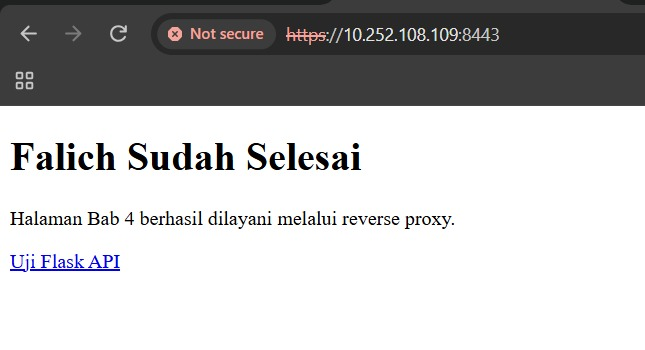 Not secure https://10.252.108.109:8443
Falich Sudah Selesai
Halaman Bab 4 berhasil dilayani melalui reverse proxy.
Uji Flask API